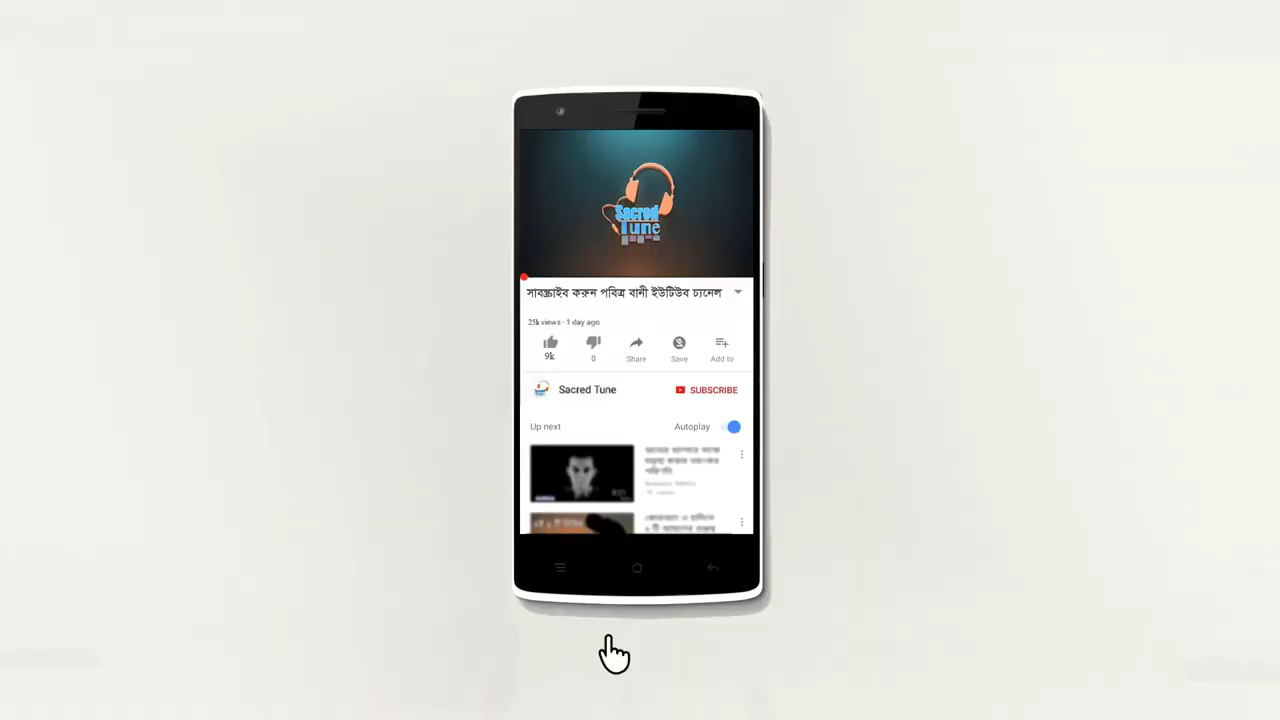 Sacred
Tune
সাবস্ক্রাইব করুন পবিত্র বানী ইউটিউব চ্যনেল
25k views · 1 day ago
9k
0
Share
Save
Add to
Sacred Tune
SUBSCRIBE
Up next
Autoplay